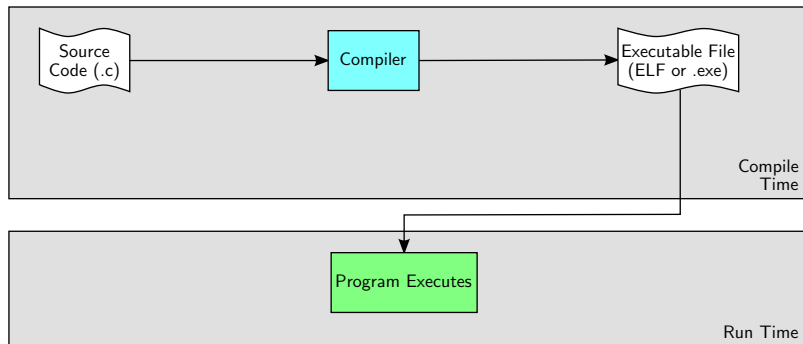 Source
Code (.c)
Compiler
Executable File
(ELF or .exe)
Compile
Time
Program Executes
Run Time